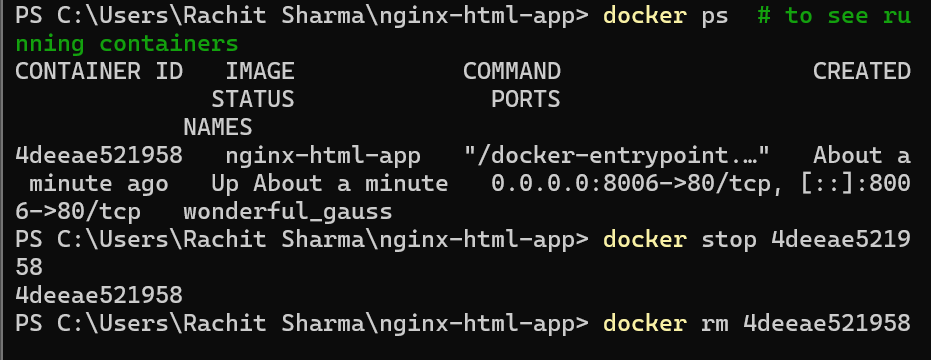 PS C:\Users\Rachit Sharma\nginx-html-app> docker ps  # to see ru
nning containers
CONTAINER ID   IMAGE            COMMAND                  CREATED
              STATUS              PORTS
            NAMES
4deeae521958   nginx-html-app   "/docker-entrypoint.…"   About a
 minute ago   Up About a minute   0.0.0.0:8006->80/tcp, [::]:800
6->80/tcp   wonderful_gauss
PS C:\Users\Rachit Sharma\nginx-html-app> docker stop 4deeae5219
58
4deeae521958
PS C:\Users\Rachit Sharma\nginx-html-app> docker rm 4deeae521958